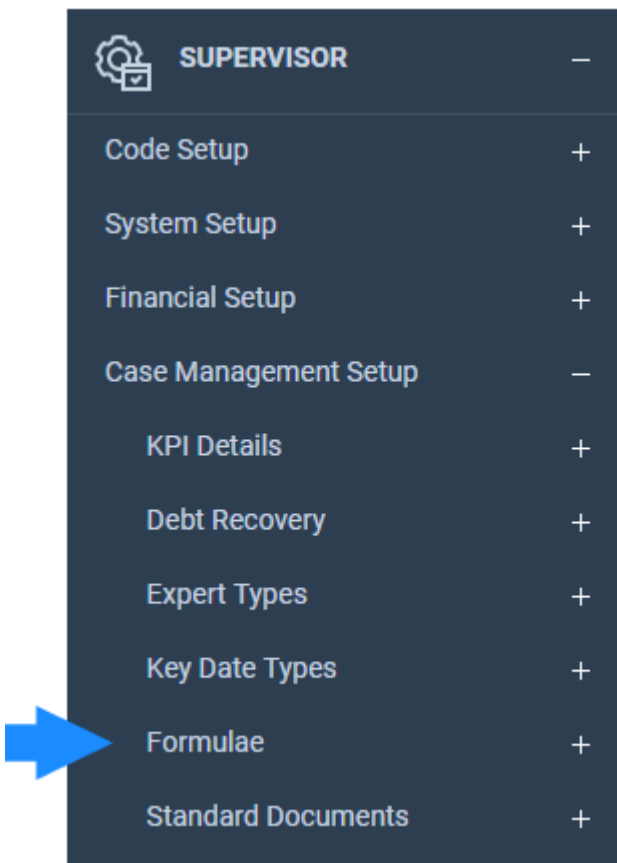 SUPERVISOR –
Code Setup +
System Setup +
Financial Setup +
Case Management Setup –
KPI Details +
Debt Recovery +
Expert Types +
Key Date Types +
Formulae +
Standard Documents +